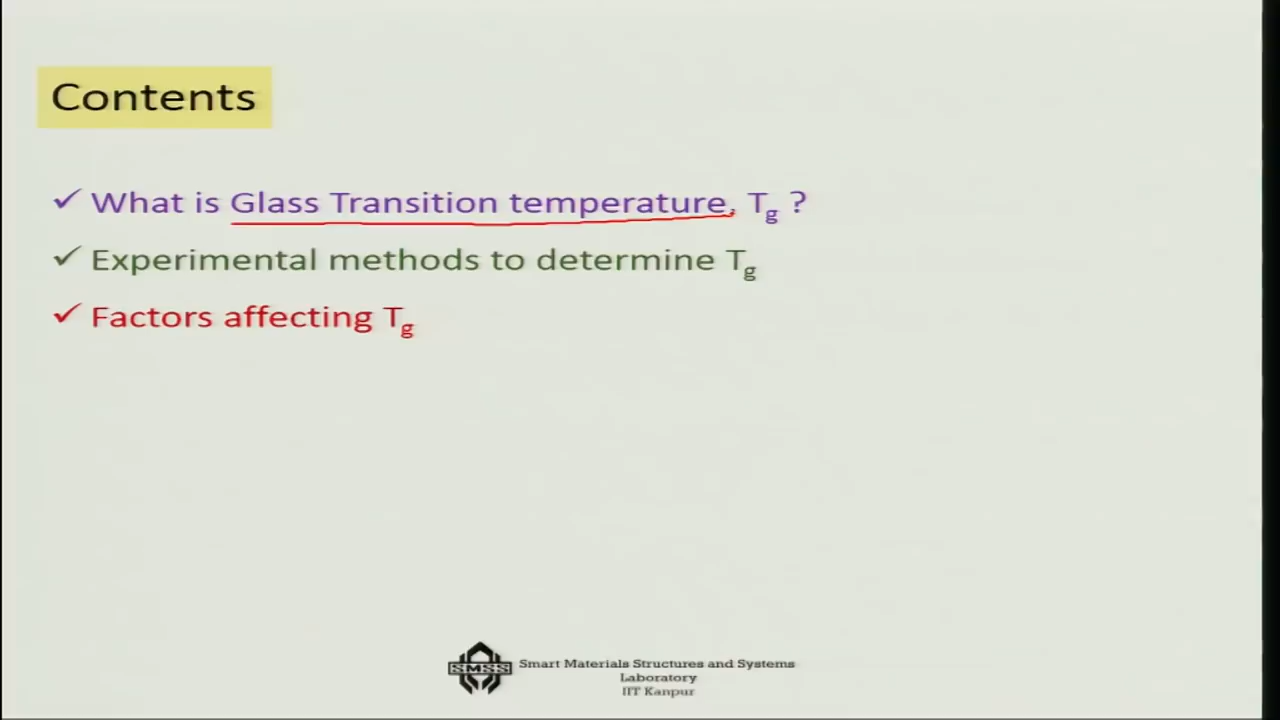 Contents
✓ What is Glass Transition temperature, Tg ?
✓ Experimental methods to determine Tg
✓ Factors affecting Tg
SMSS
Smart Materials Structures and Systems
Laboratory
IIT Kanpur